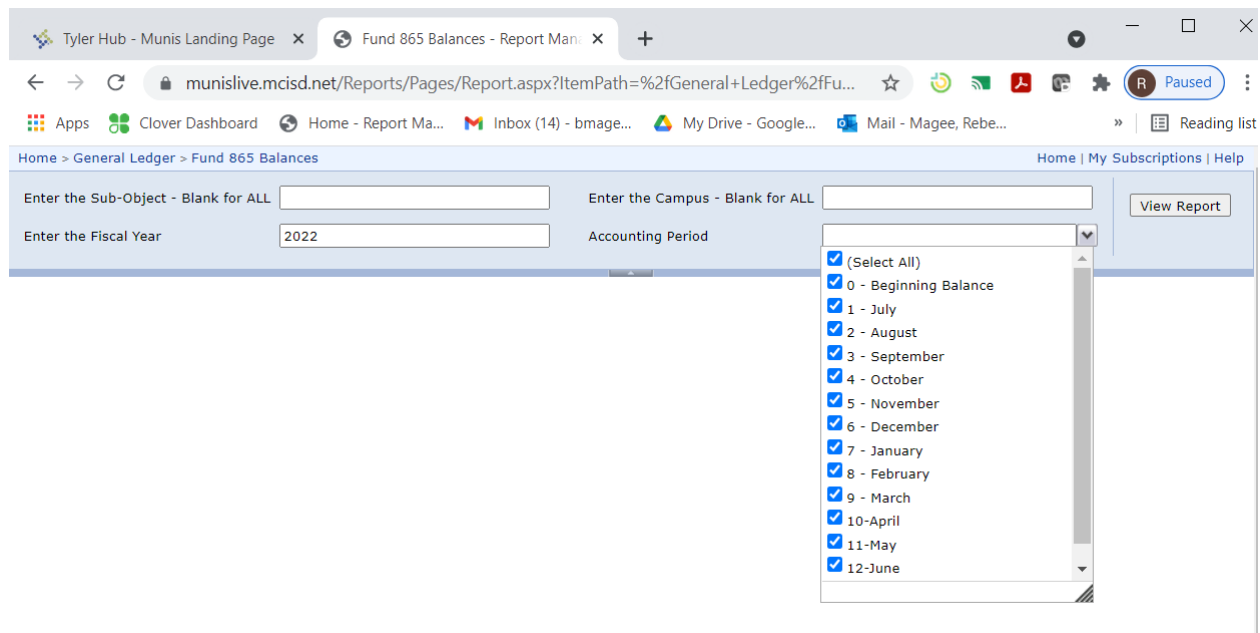 Tyler Hub - Munis Landing Page
Fund 865 Balances - Report Man
munislive.mcisd.net/Reports/Pages/Report.aspx?ItemPath=%2fGeneral+Ledger%2fFu...
R Paused
Apps Clover Dashboard Home - Report Ma... Inbox (14) - bmage... My Drive - Google... Mail - Magee, Rebe... » Reading list
Home > General Ledger > Fund 865 Balances
Home | My Subscriptions | Help
Enter the Sub-Object - Blank for ALL
Enter the Campus - Blank for ALL
View Report
Enter the Fiscal Year 2022
Accounting Period
(Select All)
0 - Beginning Balance
1 - July
2 - August
3 - September
4 - October
5 - November
6 - December
7 - January
8 - February
9 - March
10-April
11-May
12-June